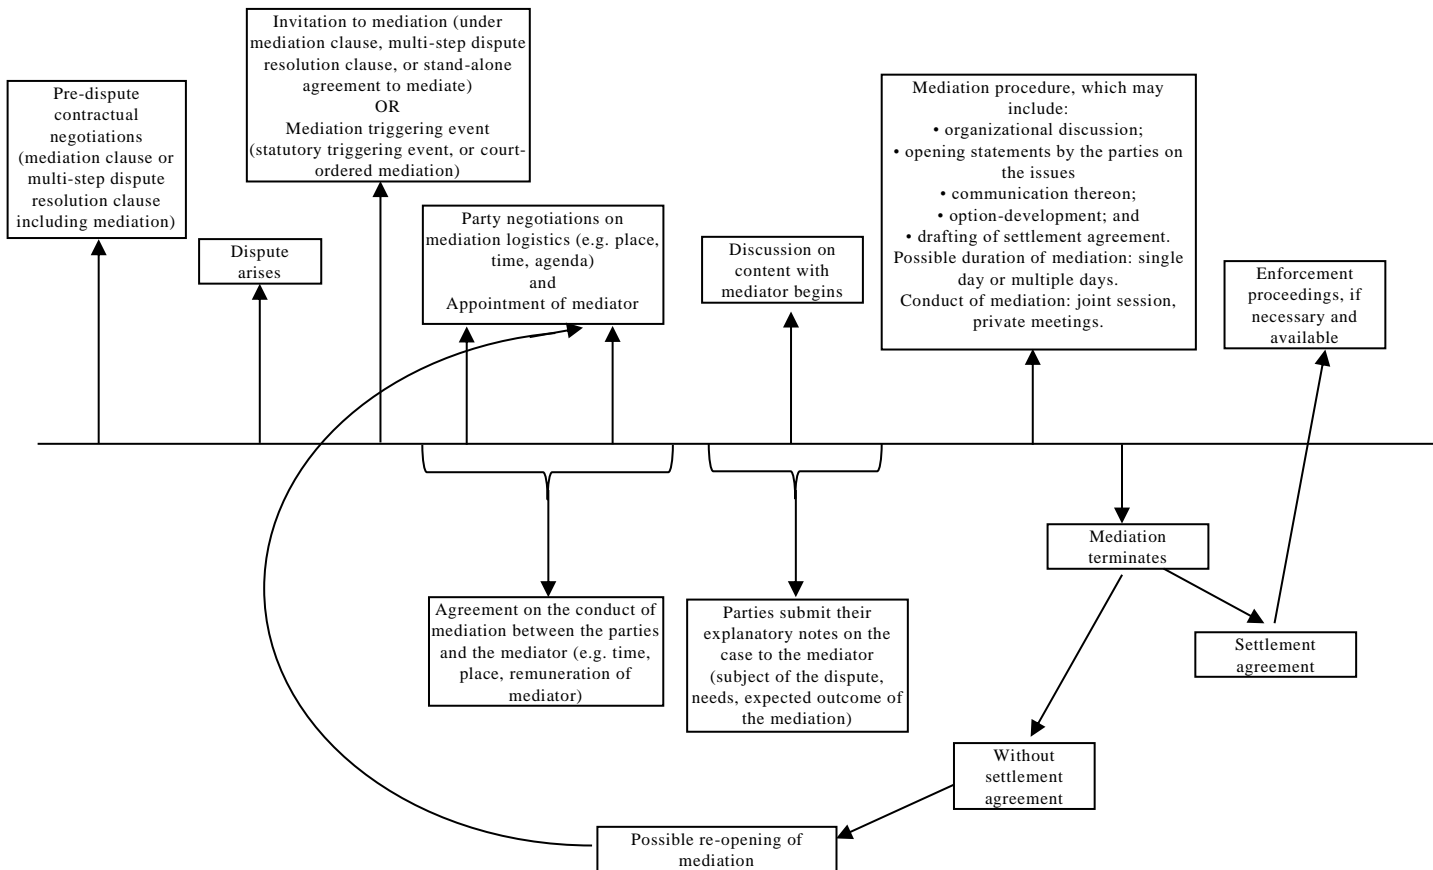 Invitation to mediation (under
mediation clause, multi-step dispute
resolution clause, or stand-alone
agreement to mediate)
OR
Mediation triggering event
(statutory triggering event, or court-
ordered mediation)
Pre-dispute
contractual
negotiations
(mediation clause or
multi-step dispute
resolution clause
including mediation)
Dispute
arises
Party negotiations on
mediation logistics (e.g. place,
time, agenda)
and
Appointment of mediator
Discussion on
content with
mediator begins
Mediation procedure, which may
include:
• organizational discussion;
• opening statements by the parties on
the issues
• communication thereon;
• option-development; and
• drafting of settlement agreement.
Possible duration of mediation: single
day or multiple days.
Conduct of mediation: joint session,
private meetings.
Enforcement
proceedings, if
necessary and
available
Mediation
terminates
Agreement on the conduct of
mediation between the parties
and the mediator (e.g. time,
place, remuneration of
mediator)
Parties submit their
explanatory notes on the
case to the mediator
(subject of the dispute,
needs, expected outcome of
the mediation)
Settlement
agreement
Without
settlement
agreement
Possible re-opening of
mediation